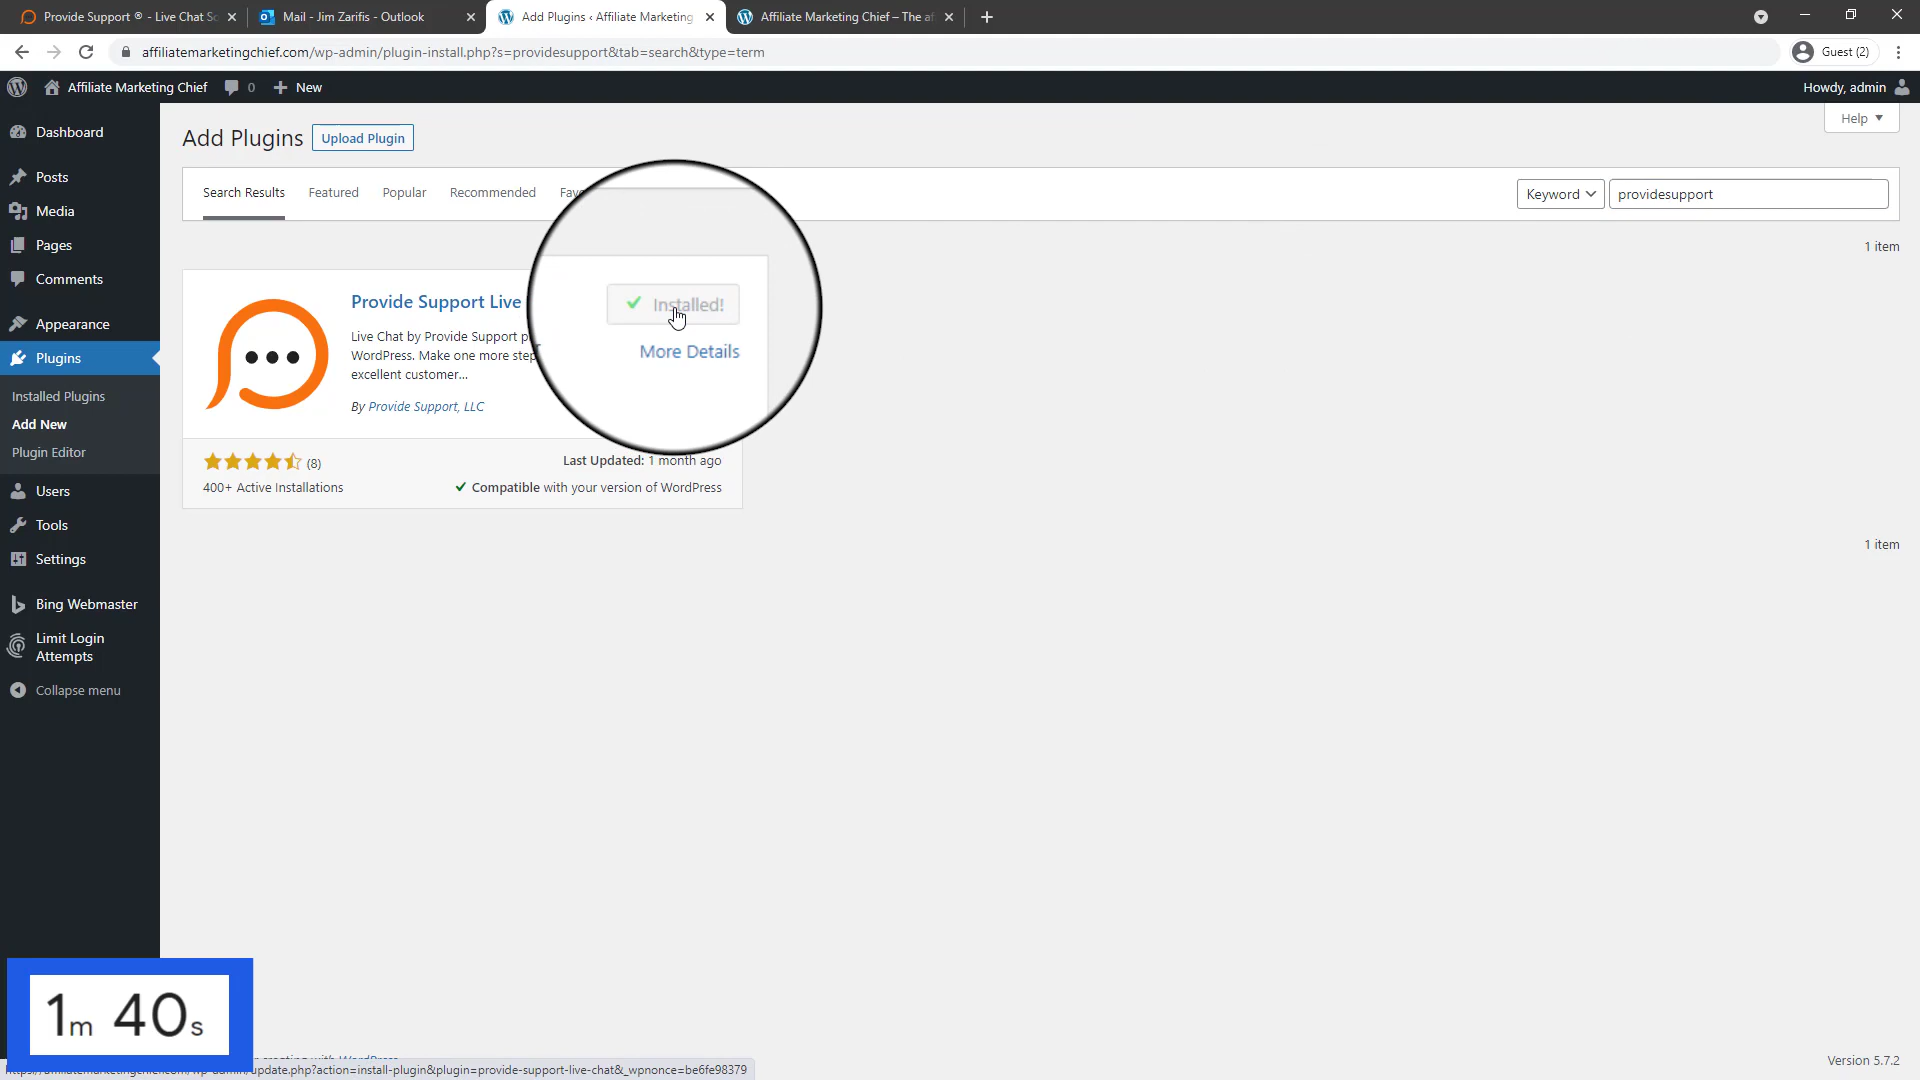 Provide Support ® - Live Chat So
Mail - Jim Zarifis - Outlook
Add Plugins ‹ Affiliate Marketing
Affiliate Marketing Chief – The af
affiliatemarketingchief.com/wp-admin/plugin-install.php?s=providesupport&tab=search&type=term
Guest (2)
Affiliate Marketing Chief
0
New
Howdy, admin
Dashboard
Posts
Media
Pages
Comments
Appearance
Plugins
Installed Plugins
Add New
Plugin Editor
Users
Tools
Settings
Bing Webmaster
Limit Login
Attempts
Collapse menu
Add Plugins
Upload Plugin
Help
Search Results
Featured
Popular
Recommended
Keyword
providesupport
1 item
Provide Support Live
Installed!
More Details
Live Chat by Provide Support
WordPress. Make one more step
excellent customer...
By Provide Support, LLC
(8)
Last Updated: 1 month ago
400+ Active Installations
Compatible with your version of WordPress
1 item
1m 40s
Version 5.7.2
update.php?action=install-plugin&plugin=provide-support-live-chat&_wpnonce=be6fe98379